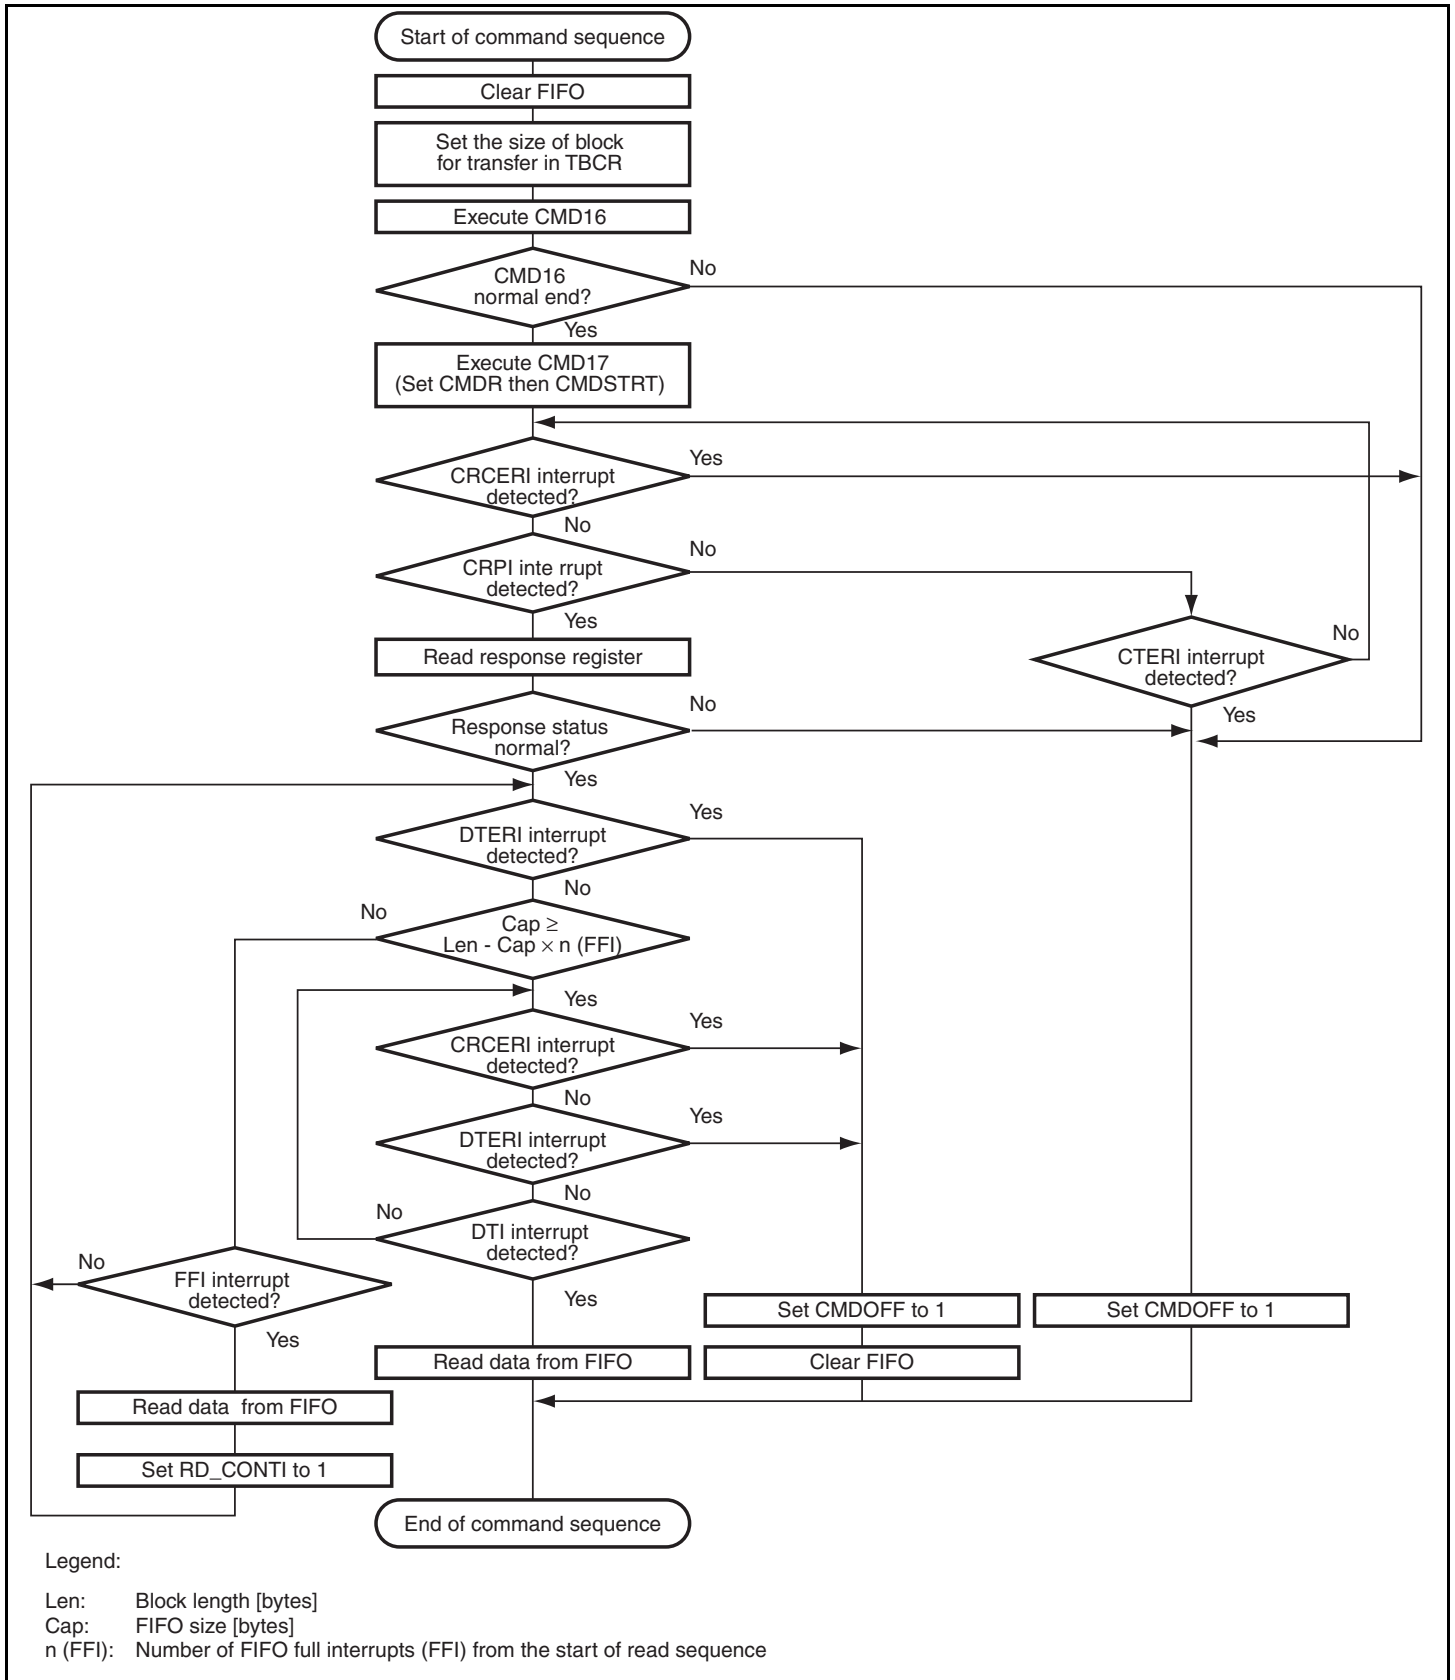 Start of command sequence
Clear FIFO
Set the size of block
for transfer in TBCR
Execute CMD16
CMD16
normal end?
No
Yes
Execute CMD17
(Set CMDR then CMDSTRT)
CRCERI interrupt
detected?
Yes
No
CRPI inte rrupt
detected?
No
Yes
CTERI interrupt
detected?
No
Yes
Read response register
Response status
normal?
No
Yes
DTERI interrupt
detected?
Yes
No
Cap ≥
Len - Cap × n (FFI)
No
Yes
CRCERI interrupt
detected?
Yes
No
DTERI interrupt
detected?
Yes
No
DTI interrupt
detected?
No
Yes
FFI interrupt
detected?
No
Yes
Set CMDOFF to 1
Set CMDOFF to 1
Read data from FIFO
Clear FIFO
Read data  from FIFO
Set RD_CONTI to 1
End of command sequence
Legend:
Len: Block length [bytes]
Cap: FIFO size [bytes]
n (FFI): Number of FIFO full interrupts (FFI) from the start of read sequence